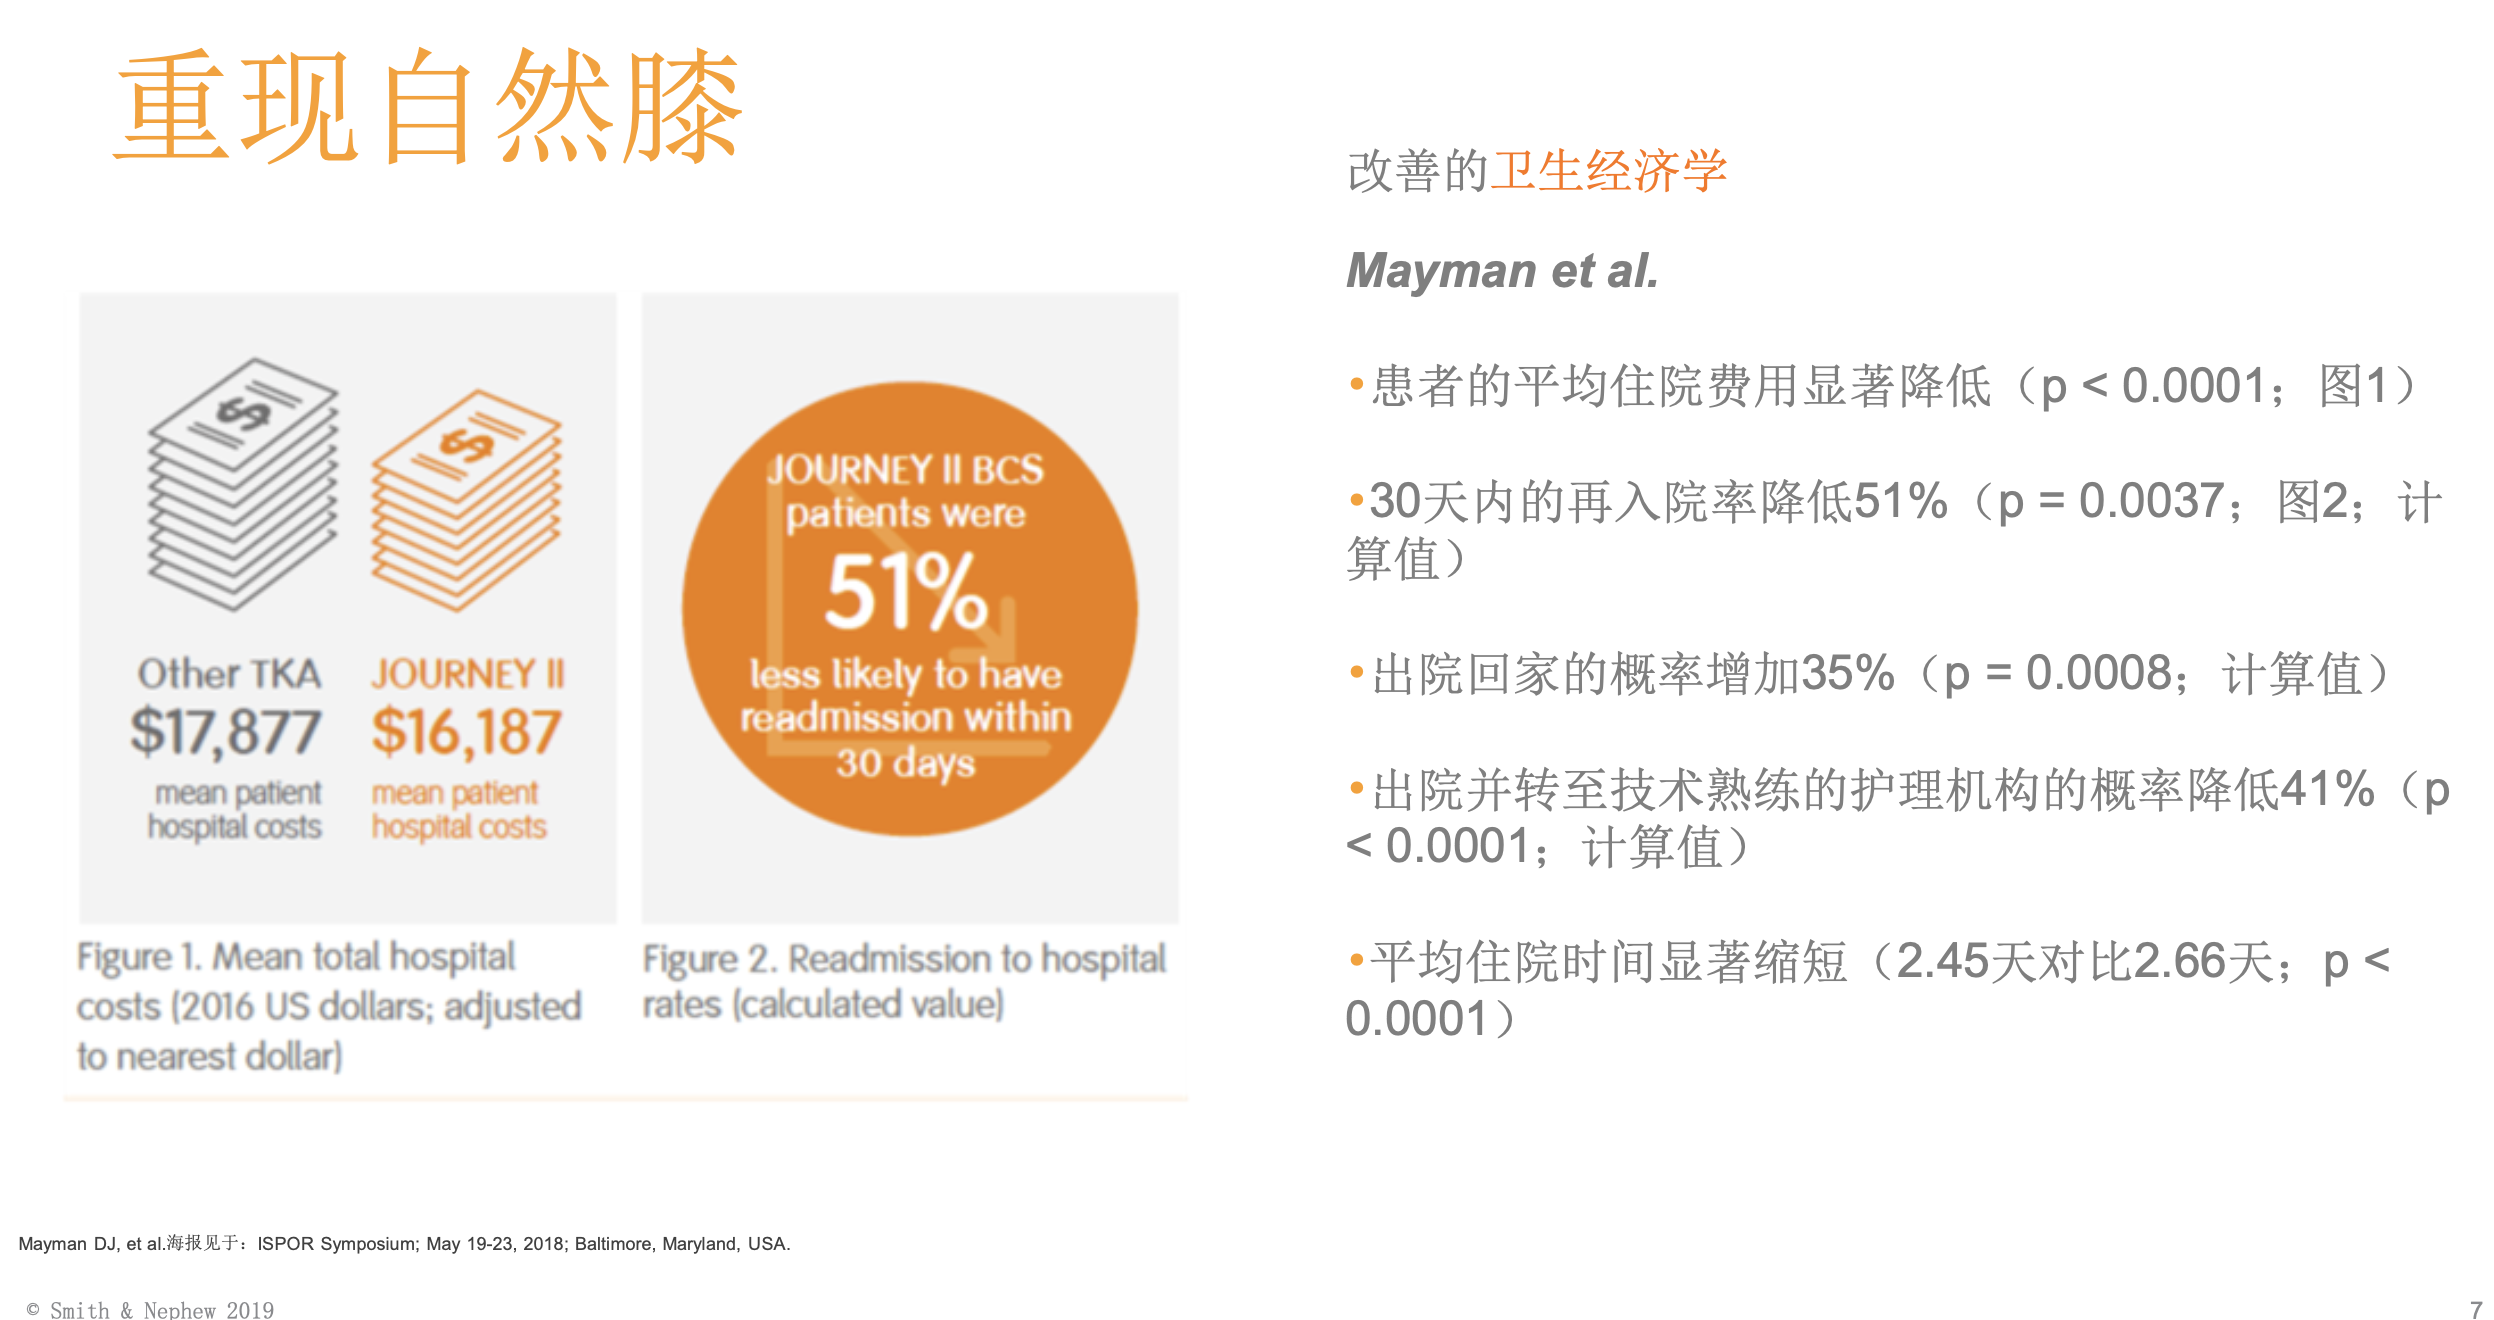 重现自然膝
改善的卫生经济学
Mayman et al.
•患者的平均住院费用显著降低（p < 0.0001；图1）
•30天内的再入院率降低51%（p = 0.0037；图2；计
算值）
•出院回家的概率增加35%（p = 0.0008；计算值）
•出院并转至技术熟练的护理机构的概率降低41%（p
< 0.0001；计算值）
•平均住院时间显著缩短（2.45天对比2.66天；p <
0.0001）
$
$
Other TKA
$17,877
mean patient
hospital costs
JOURNEY II
$16,187
mean patient
hospital costs
Figure 1. Mean total hospital
costs (2016 US dollars; adjusted
to nearest dollar)
JOURNEY II BCS
patients were
51%
less likely to have
readmission within
30 days
Figure 2. Readmission to hospital
rates (calculated value)
Mayman DJ, et al.海报见于：ISPOR Symposium; May 19-23, 2018; Baltimore, Maryland, USA.
© Smith & Nephew 2019
7